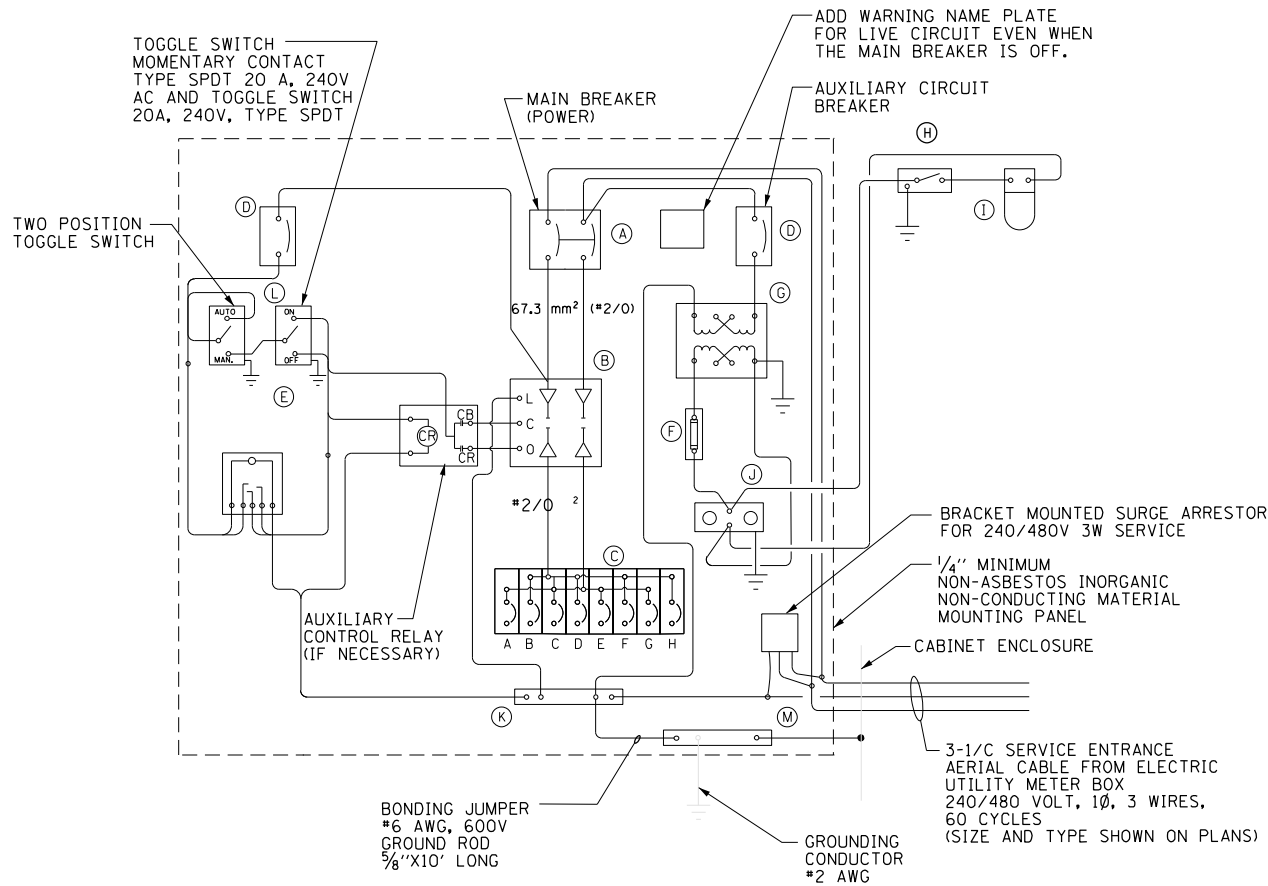 ADD WARNING NAME PLATE
FOR LIVE CIRCUIT EVEN WHEN
THE MAIN BREAKER IS OFF.
TOGGLE SWITCH
MOMENTARY CONTACT
TYPE SPDT 20 A, 240V
AC AND TOGGLE SWITCH
20A, 240V, TYPE SPDT
MAIN BREAKER
(POWER)
AUXILIARY CIRCUIT
BREAKER
H
D
A
D
I
TWO POSITION
TOGGLE SWITCH
L
G
AUTO
ON
67.3 mm² (#2/0)
MAN.
OFF
B
E
L
CB
C
CR
F
O
CR
J
#2/0 ²
BRACKET MOUNTED SURGE ARRESTOR
FOR 240/480V 3W SERVICE
C
1/4'' MINIMUM
NON-ASBESTOS INORGANIC
NON-CONDUCTING MATERIAL
MOUNTING PANEL
AUXILIARY
CONTROL RELAY
(IF NECESSARY)
A B C D E F G H
CABINET ENCLOSURE
K
M
3-1/C SERVICE ENTRANCE
AERIAL CABLE FROM ELECTRIC
UTILITY METER BOX
240/480 VOLT, 1Ø, 3 WIRES,
60 CYCLES
(SIZE AND TYPE SHOWN ON PLANS)
BONDING JUMPER
#6 AWG, 600V
GROUND ROD
5/8''X10' LONG
GROUNDING
CONDUCTOR
#2 AWG